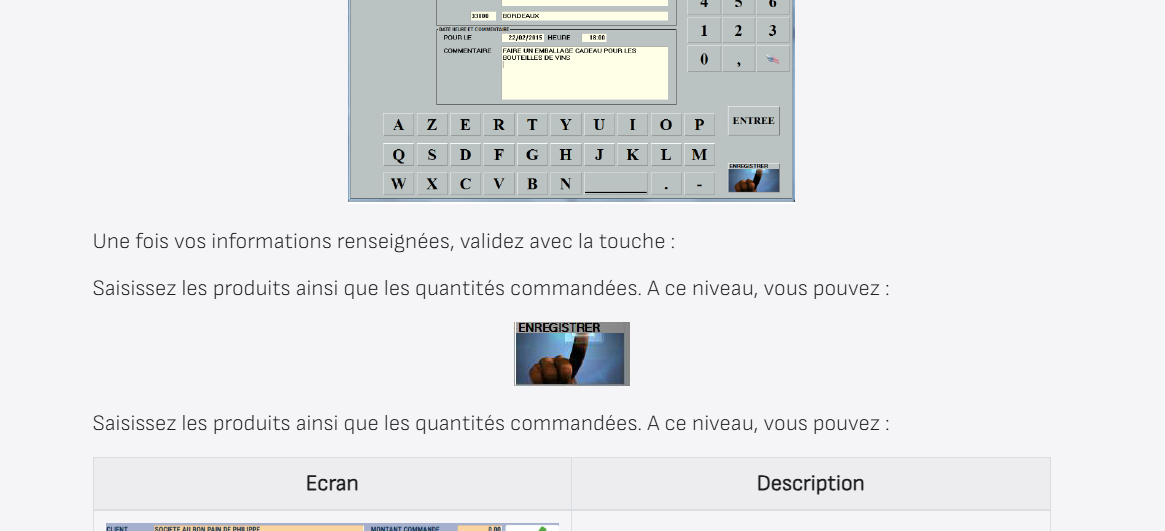 4 5 6
33100 BORDEAUX
DATE HEURE ET COMMENTAIRE
POUR LE 22/02/2015 HEURE 18:00
1 2 3
COMMENTAIRE FAIRE UN EMBALLAGE CADEAU POUR LES
BOUTEILLES DE VINS
0 ,
A Z E R T Y U I O P
ENTREE
Q S D F G H J K L M
ENREGISTRER
W X C V B N . -
Une fois vos informations renseignées, validez avec la touche :
Saisissez les produits ainsi que les quantités commandées. A ce niveau, vous pouvez :
ENREGISTRER
Saisissez les produits ainsi que les quantités commandées. A ce niveau, vous pouvez :
Ecran Description
CLIENT SOCIETE AU BON PAIN DE PHILIPPE MONTANT COMMANDE 0.00